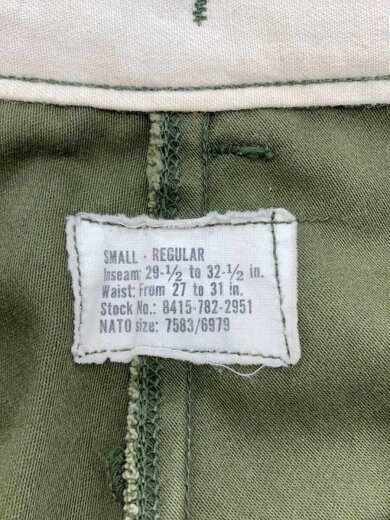 SMALL · REGULAR
Inseam: 29-½ to 32-½ in.
Waist: From 27 to 31 in.
Stock No.: 8415-782-2951
NATO size: 7583/6979